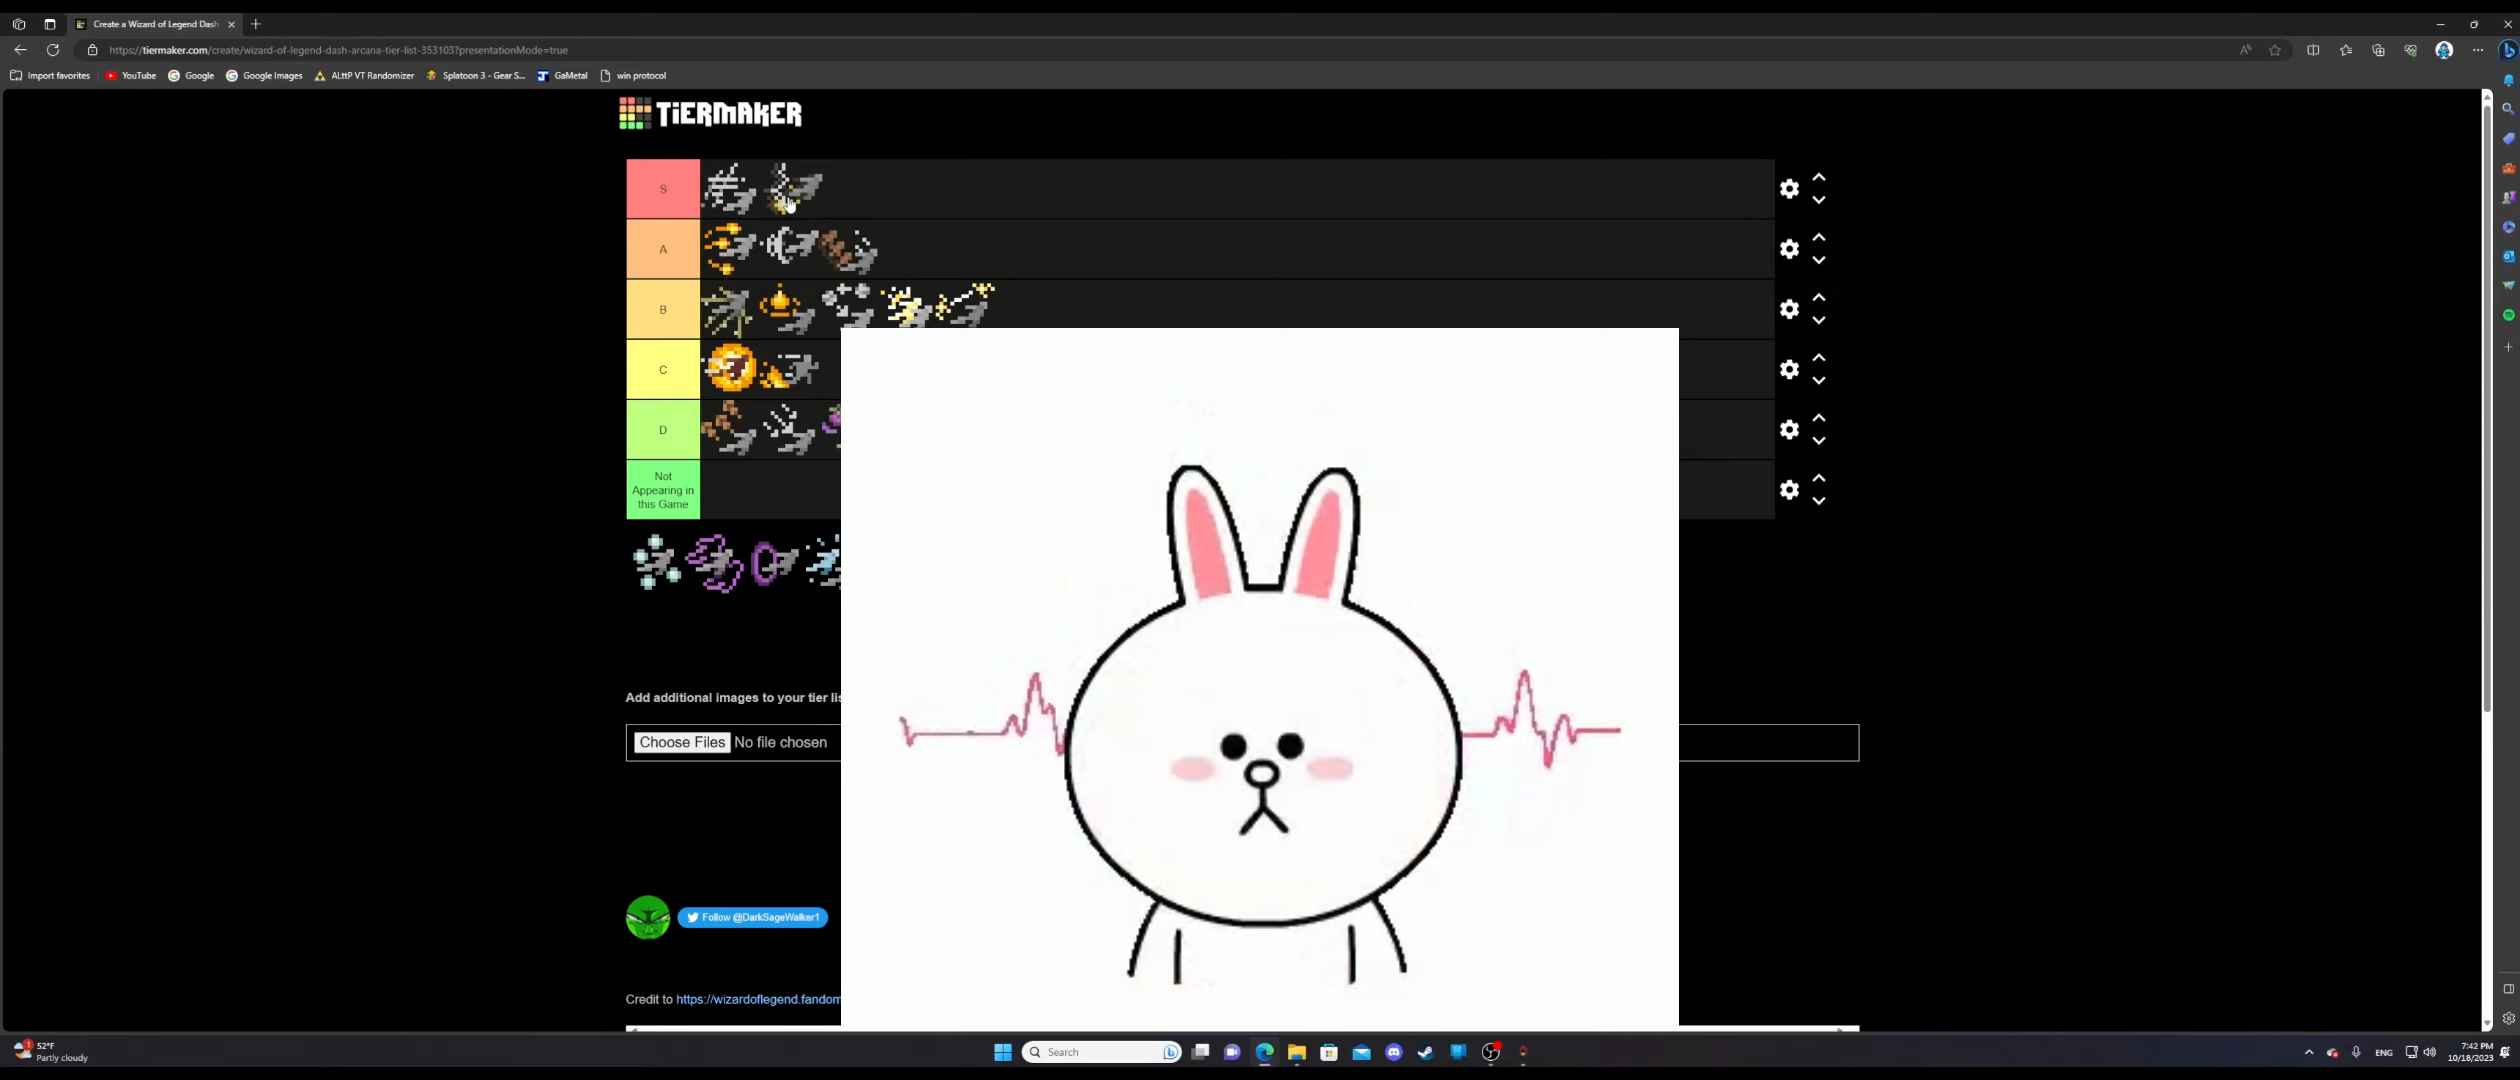 Create a Wizard of Legend Dash
https://tiermaker.com/create/wizard-of-legend-dash-arcana-tier-list-353103?presentationMode=true
Import favorites YouTube Google Google Images ALttP VT Randomizer Splatoon 3 - Gear S... GaMetal win protocol
TiERMAKER
S
A
B
C
D
Not
Appearing in
this Game
Add additional images to your tier lis
Choose Files No file chosen
Follow @DarkSageWalker1
Credit to https://wizardoflegend.fandom
52°F
Partly cloudy
Search
ENG
7:42 PM
10/18/2023